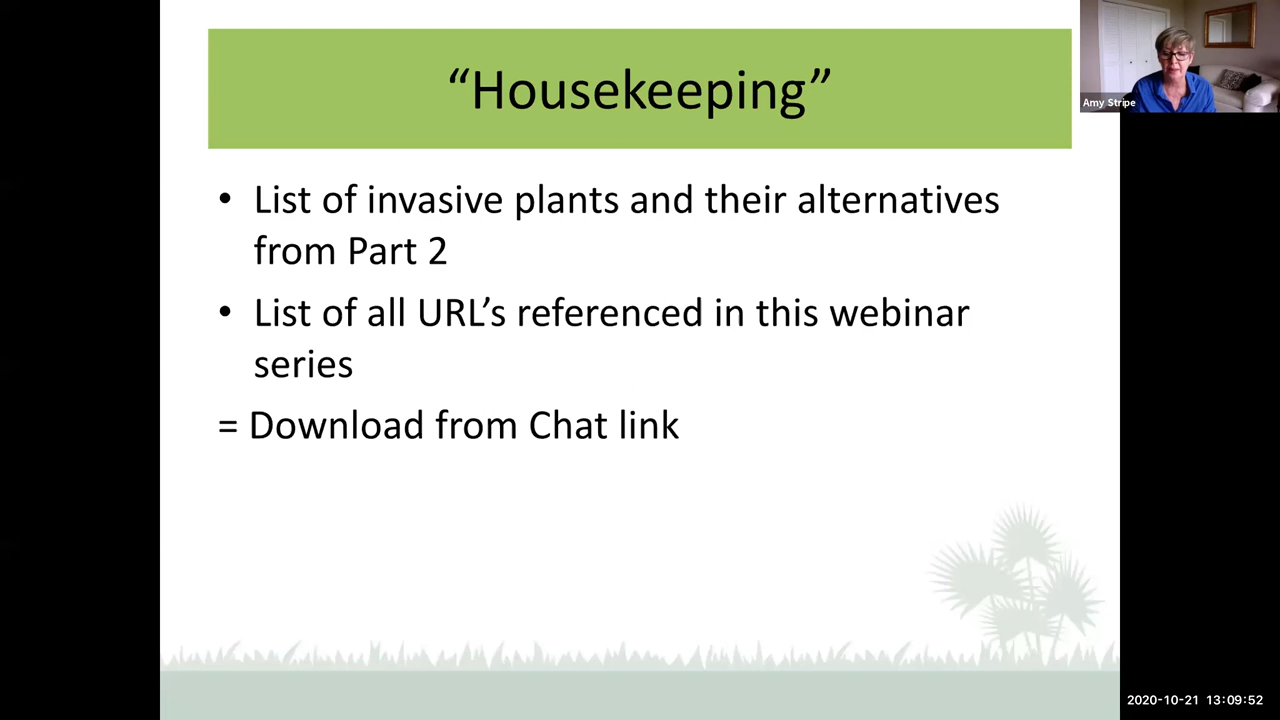 “Housekeeping”
Amy Stripe
• List of invasive plants and their alternatives
from Part 2
• List of all URL’s referenced in this webinar
series
= Download from Chat link
2020-10-21 13:09:52